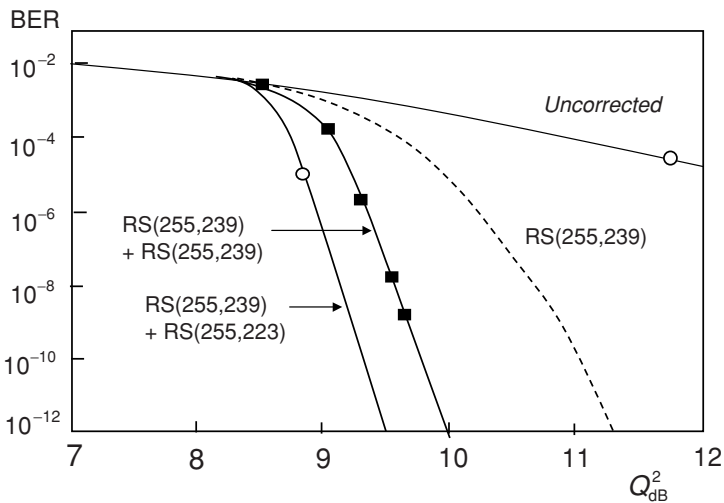 BER
10⁻²
Uncorrected
10⁻⁴
10⁻⁶
RS(255,239)
+ RS(255,239)
RS(255,239)
10⁻⁸
RS(255,239)
+ RS(255,223)
10⁻¹⁰
10⁻¹²
7 8 9 10 11 12
Q²dB